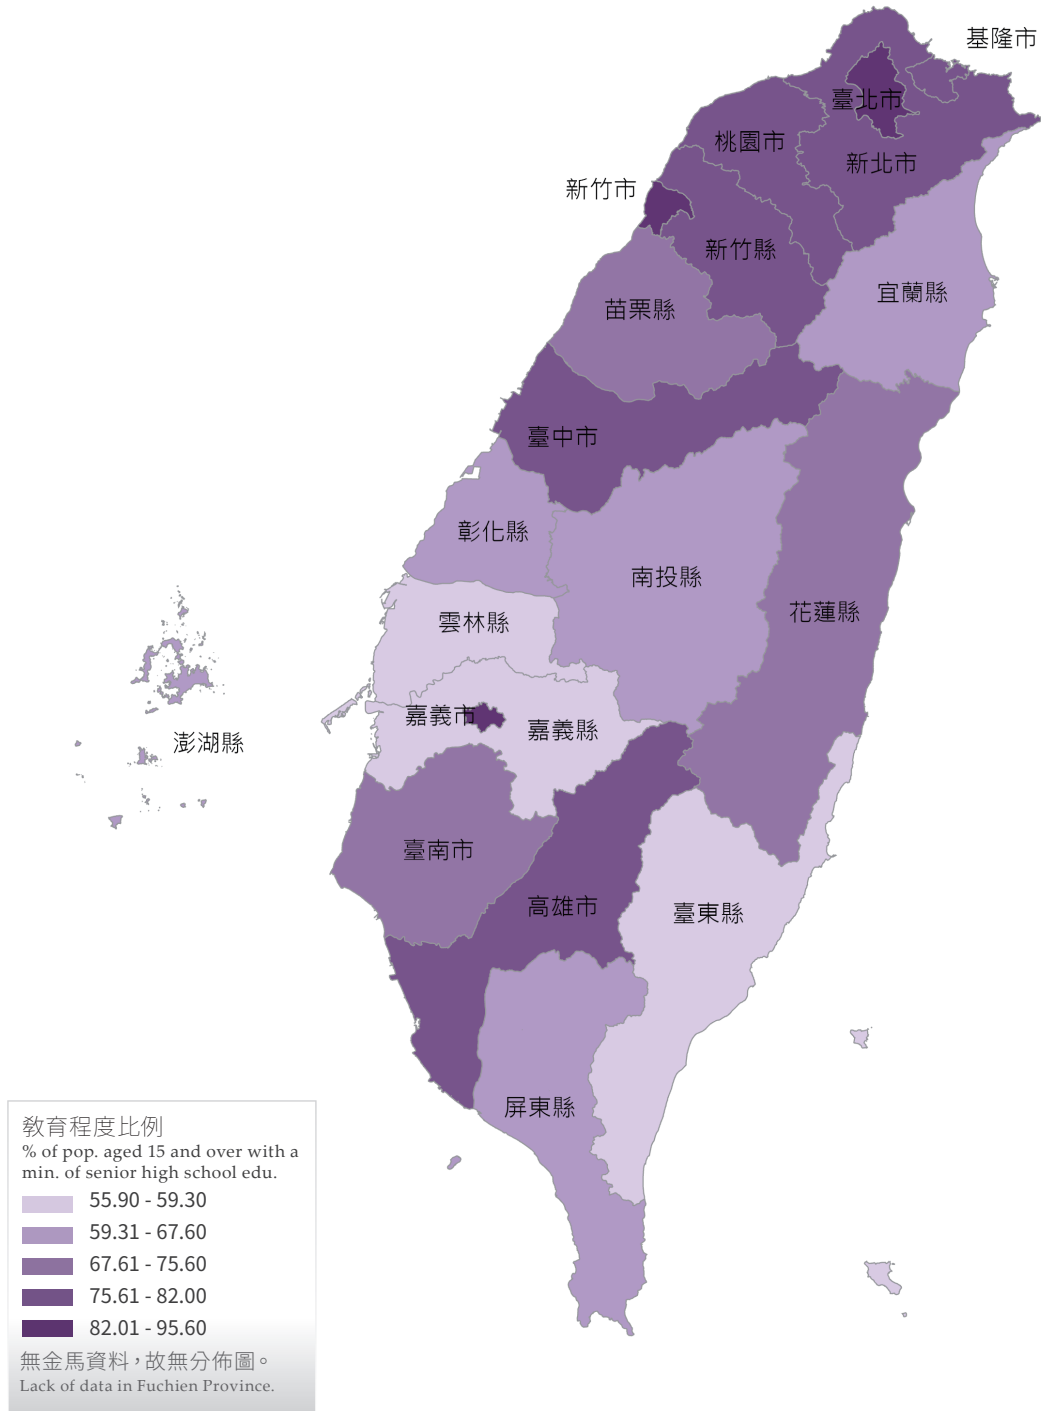 基隆市
臺北市
桃園市
新北市
新竹市
新竹縣
宜蘭縣
苗栗縣
臺中市
彰化縣
南投縣
花蓮縣
雲林縣
嘉義市
嘉義縣
澎湖縣
臺南市
高雄市
臺東縣
屏東縣
教育程度比例
% of pop. aged 15 and over with a
min. of senior high school edu.
55.90 - 59.30
59.31 - 67.60
67.61 - 75.60
75.61 - 82.00
82.01 - 95.60
無金馬資料，故無分佈圖。
Lack of data in Fuchien Province.